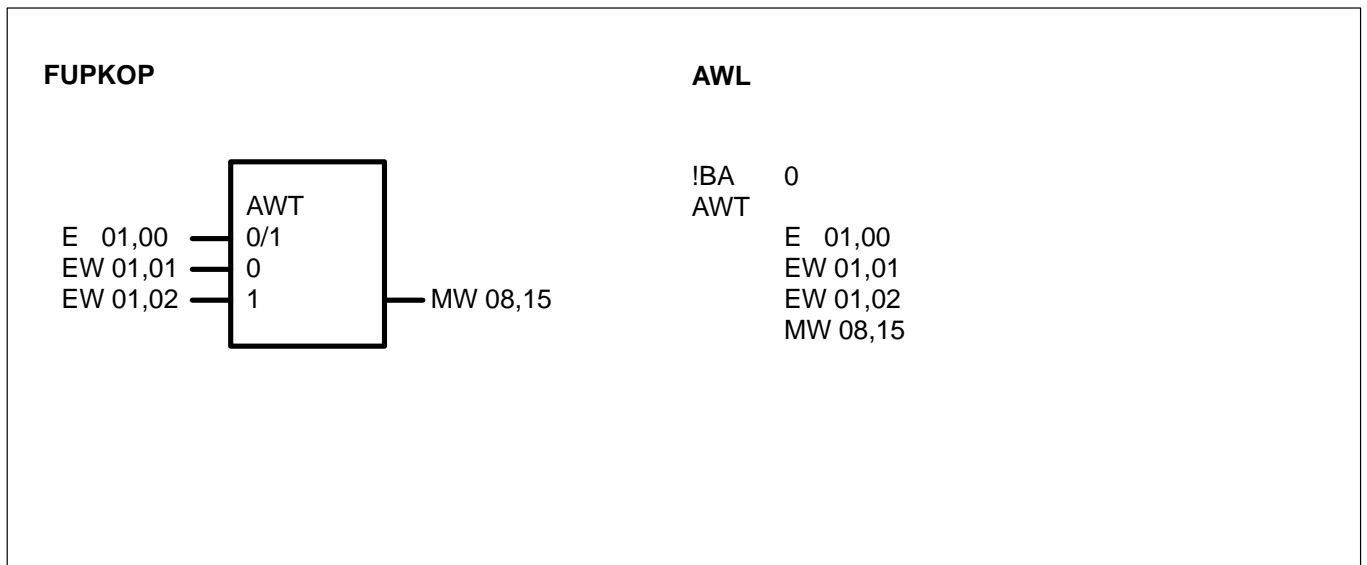 FUPKOP
AWL
AWT
E 01,00 0/1
EW 01,01 0
EW 01,02 1 MW 08,15
!BA 0
AWT
E 01,00
EW 01,01
EW 01,02
MW 08,15